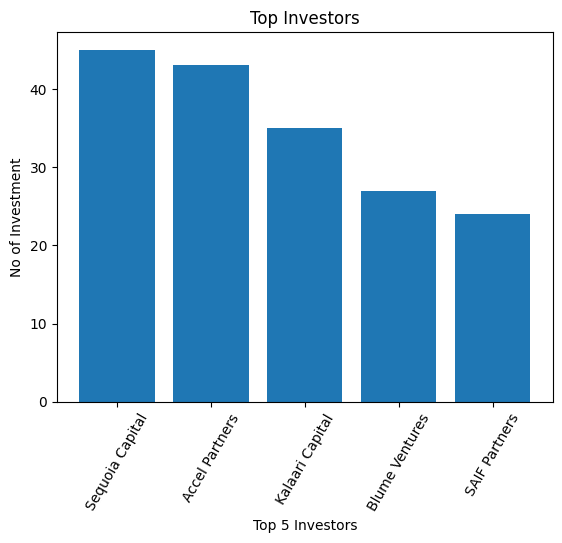 Top Investors
No of Investment
40
30
20
10
0
Sequoia Capital
Accel Partners
Kalaari Capital
Blume Ventures
SAIF Partners
Top 5 Investors